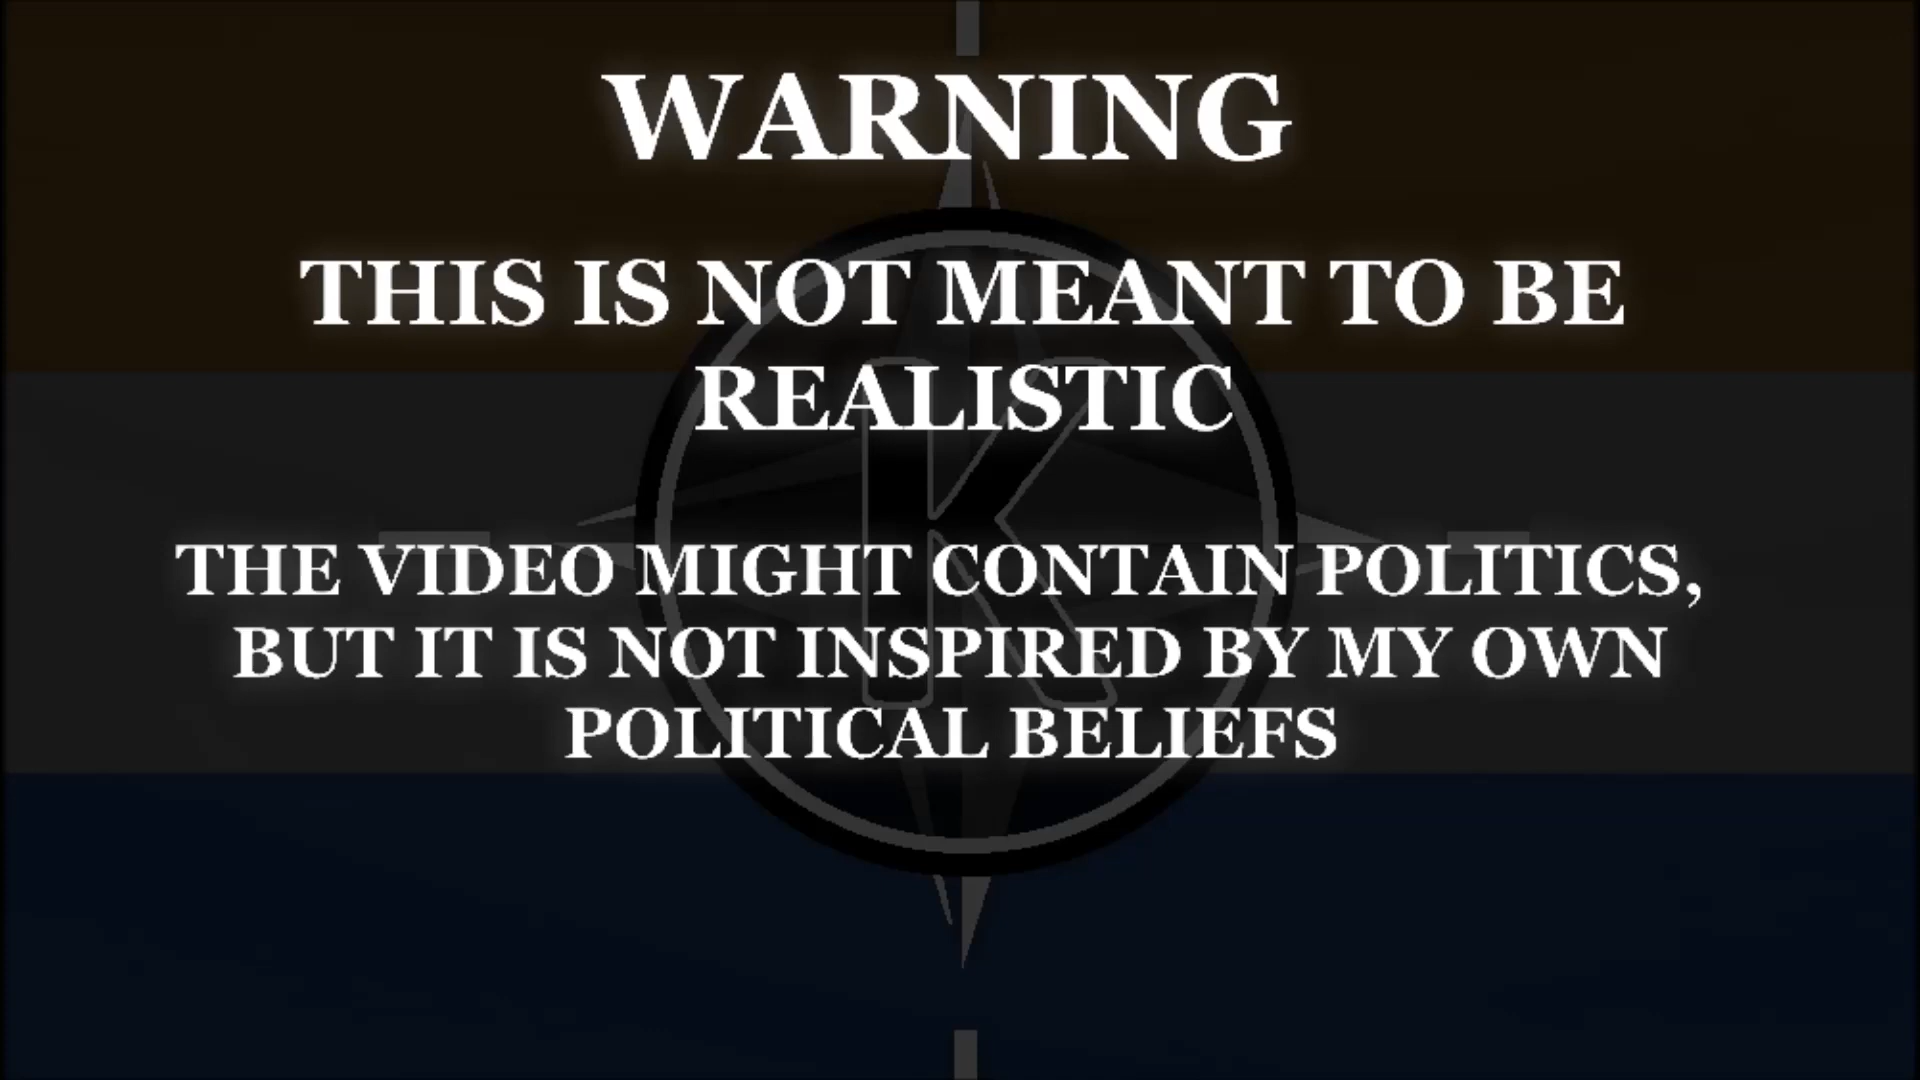 WARNING
THIS IS NOT MEANT TO BE
REALISTIC
K
THE VIDEO MIGHT CONTAIN POLITICS,
BUT IT IS NOT INSPIRED BY MY OWN
POLITICAL BELIEFS